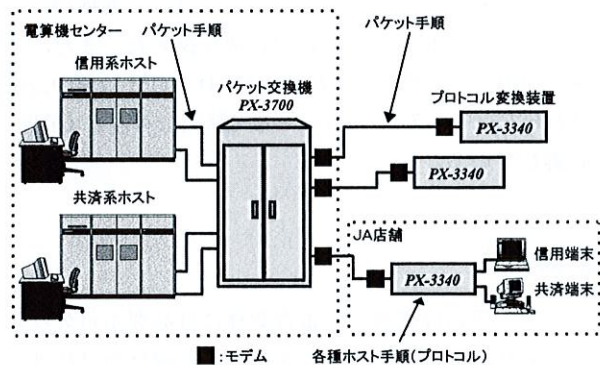 電算機センター
パケット手順
パケット手順
信用系ホスト
パケット交換機
PX-3700
プロトコル変換装置
PX-3340
PX-3340
共済系ホスト
JA店舗
信用端末
PX-3340
共済端末
:モデム
各種ホスト手順(プロトコル)